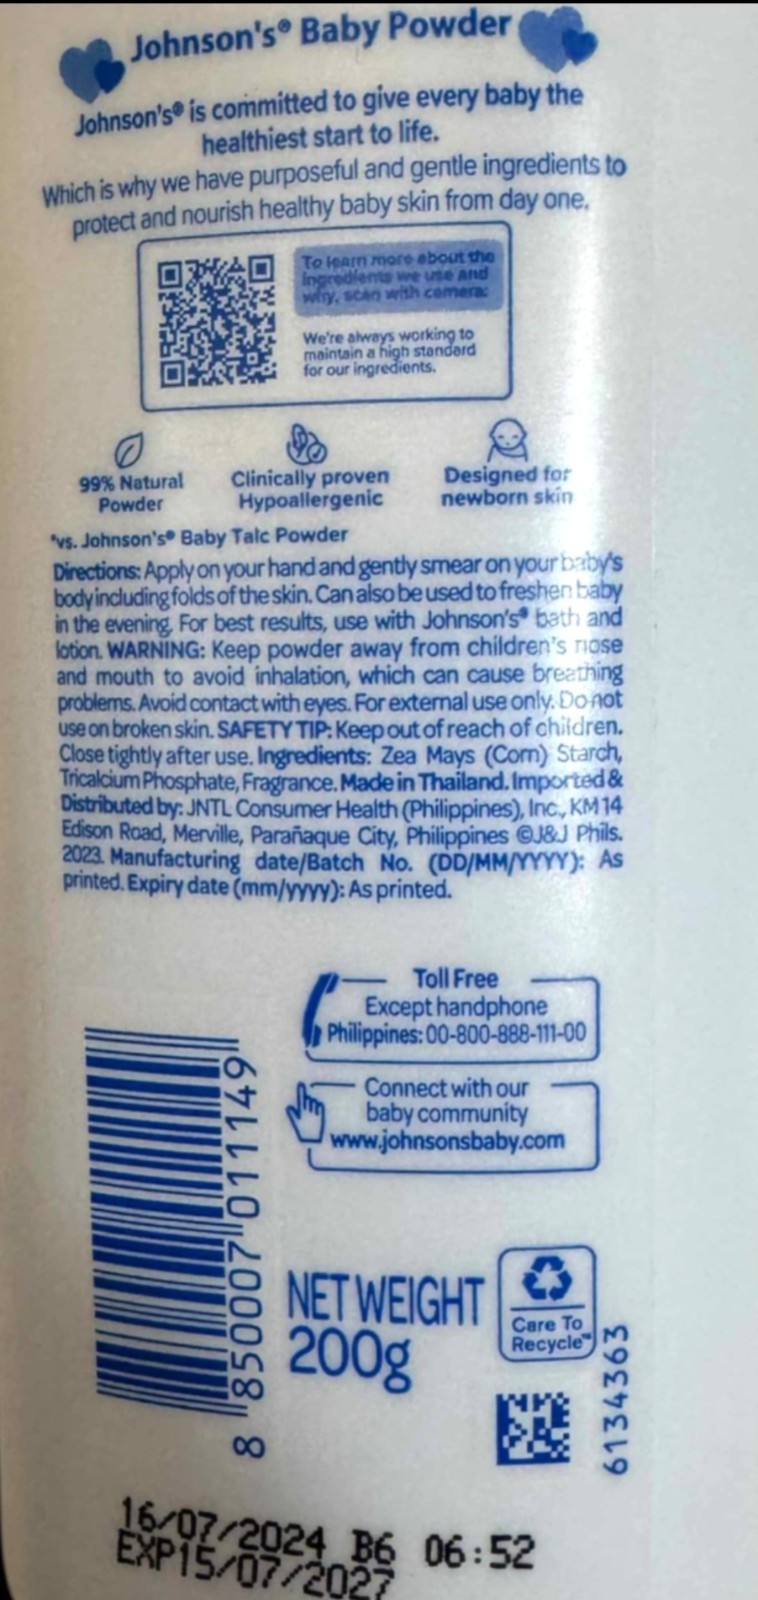 Johnson's® Baby Powder
Johnson's® is committed to give every baby the
healthiest start to life.
Which is why we have purposeful and gentle ingredients to
protect and nourish healthy baby skin from day one.
To learn more about the
ingredients we use and
why, scan with camera:
We're always working to
maintain a high standard
for our ingredients.
99% Natural
Powder
Clinically proven
Hypoallergenic
Designed for
newborn skin
*vs. Johnson's® Baby Talc Powder
Directions: Apply on your hand and gently smear on your baby's
body including folds of the skin. Can also be used to freshen baby
in the evening. For best results, use with Johnson's® bath and
lotion. WARNING: Keep powder away from children's nose
and mouth to avoid inhalation, which can cause breathing
problems. Avoid contact with eyes. For external use only. Do not
use on broken skin. SAFETY TIP: Keep out of reach of children.
Close tightly after use. Ingredients: Zea Mays (Corn) Starch,
Tricalcium Phosphate, Fragrance. Made in Thailand. Imported &
Distributed by: JNTL Consumer Health (Philippines), Inc., KM 14
Edison Road, Merville, Parañaque City, Philippines ©J&J Phils.
2023. Manufacturing date/Batch No. (DD/MM/YYYY): As
printed. Expiry date (mm/yyyy): As printed.
Toll Free
Except handphone
Philippines: 00-800-888-111-00
Connect with our
baby community
www.johnsonsbaby.com
8 850007 011149
NET WEIGHT
200g
Care To
Recycle™
6134363
16/07/2024 B6 06:52
EXP15/07/2027